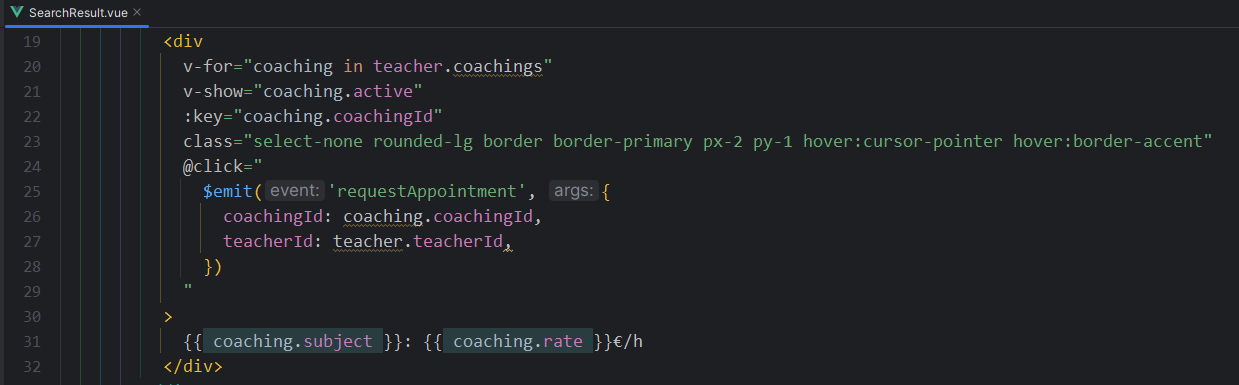 SearchResult.vue ×
19 <div
20 v-for="coaching in teacher.coachings"
21 v-show="coaching.active"
22 :key="coaching.coachingId"
23 class="select-none rounded-lg border border-primary px-2 py-1 hover:cursor-pointer hover:border-accent"
24 @click="
25 $emit( event: 'requestAppointment', args: {
26 coachingId: coaching.coachingId,
27 teacherId: teacher.teacherId,
28 })
29 "
30 >
31 {{ coaching.subject }}: {{ coaching.rate }}€/h
32 </div>